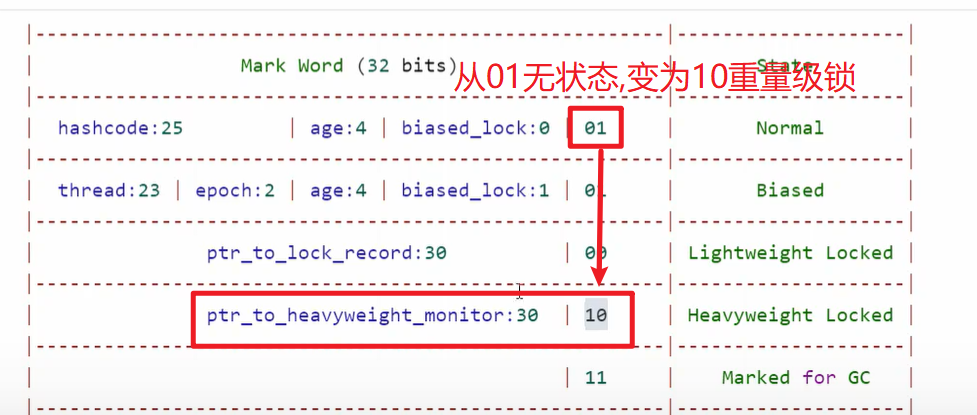 Mark Word (32 bits) | State
从01无状态,变为10重量级锁
| hashcode:25 | age:4 | biased_lock:0 | 01 | Normal |
| thread:23 | epoch:2 | age:4 | biased_lock:1 | 01 | Biased |
| ptr_to_lock_record:30 | 00 | Lightweight Locked |
| ptr_to_heavyweight_monitor:30 | 10 | Heavyweight Locked |
| | 11 | Marked for GC |